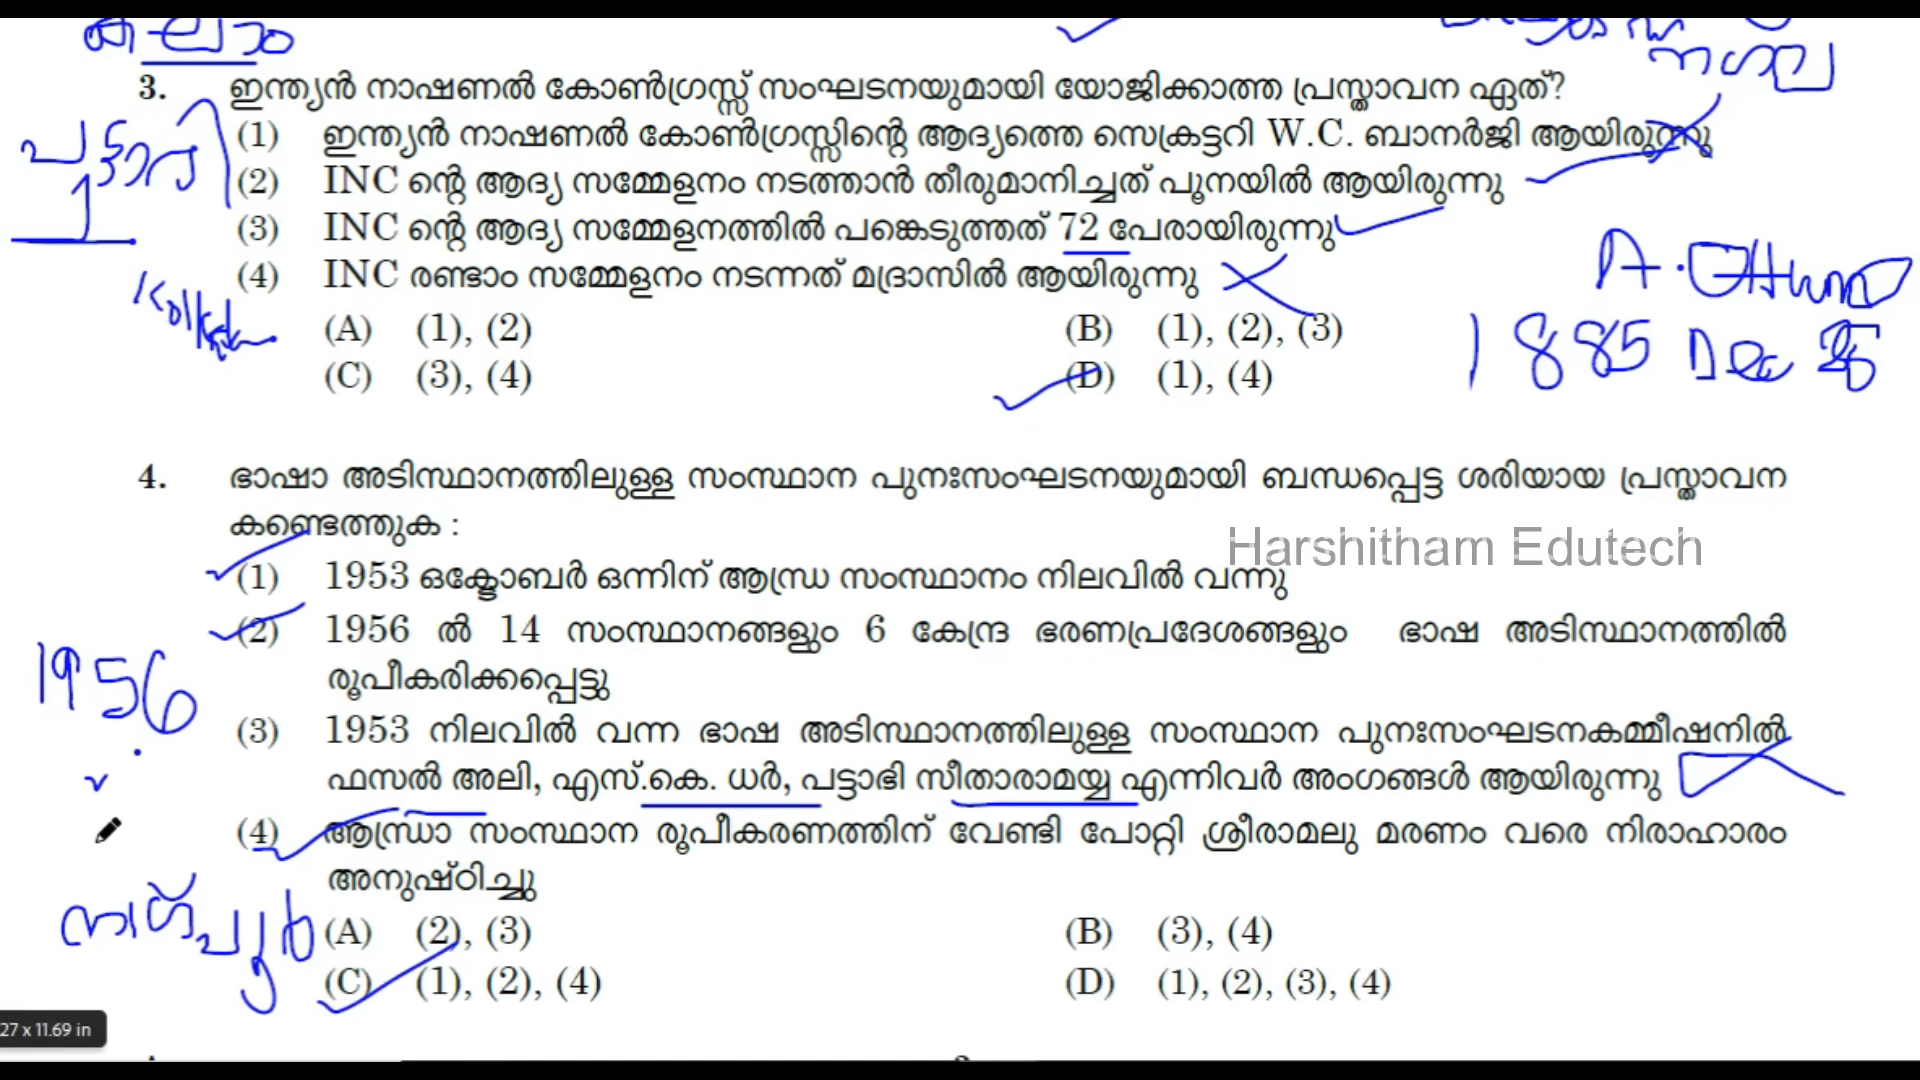 കലാം
3. ഇന്ത്യൻ നാഷണൽ കോൺഗ്രസ്സ് സംഘടനയുമായി യോജിക്കാത്ത പ്രസ്താവന ഏത്?
(1) ഇന്ത്യൻ നാഷണൽ കോൺഗ്രസ്സിന്റെ ആദ്യത്തെ സെക്രട്ടറി W.C. ബാനർജി ആയിരുന്നു
(2) INC ന്റെ ആദ്യ സമ്മേളനം നടത്താൻ തീരുമാനിച്ചത് പൂനയിൽ ആയിരുന്നു
(3) INC ന്റെ ആദ്യ സമ്മേളനത്തിൽ പങ്കെടുത്തത് 72 പേരായിരുന്നു
(4) INC രണ്ടാം സമ്മേളനം നടന്നത് മദ്രാസിൽ ആയിരുന്നു
(A) (1), (2) (B) (1), (2), (3)
1885 Dec
(C) (3), (4) (D) (1), (4)
4. ഭാഷാ അടിസ്ഥാനത്തിലുള്ള സംസ്ഥാന പുനഃസംഘടനയുമായി ബന്ധപ്പെട്ട ശരിയായ പ്രസ്താവന
കണ്ടെത്തുക :
Harshitham Edutech
(1) 1953 ഒക്ടോബർ ഒന്നിന് ആന്ധ്ര സംസ്ഥാനം നിലവിൽ വന്നു
(2) 1956 ൽ 14 സംസ്ഥാനങ്ങളും 6 കേന്ദ്ര ഭരണപ്രദേശങ്ങളും ഭാഷ അടിസ്ഥാനത്തിൽ
രൂപീകരിക്കപ്പെട്ടു
1956
(3) 1953 നിലവിൽ വന്ന ഭാഷ അടിസ്ഥാനത്തിലുള്ള സംസ്ഥാന പുനഃസംഘടനകമ്മീഷനിൽ
ഫസൽ അലി, എസ്.കെ. ധർ, പട്ടാഭി സീതാരാമയ്യ എന്നിവർ അംഗങ്ങൾ ആയിരുന്നു
(4) ആന്ധ്രാ സംസ്ഥാന രൂപീകരണത്തിന് വേണ്ടി പോറ്റി ശ്രീരാമലു മരണം വരെ നിരാഹാരം
അനുഷ്ഠിച്ചു
നാഗ്പൂർ
(A) (2), (3) (B) (3), (4)
(C) (1), (2), (4) (D) (1), (2), (3), (4)
27 x 11.69 in